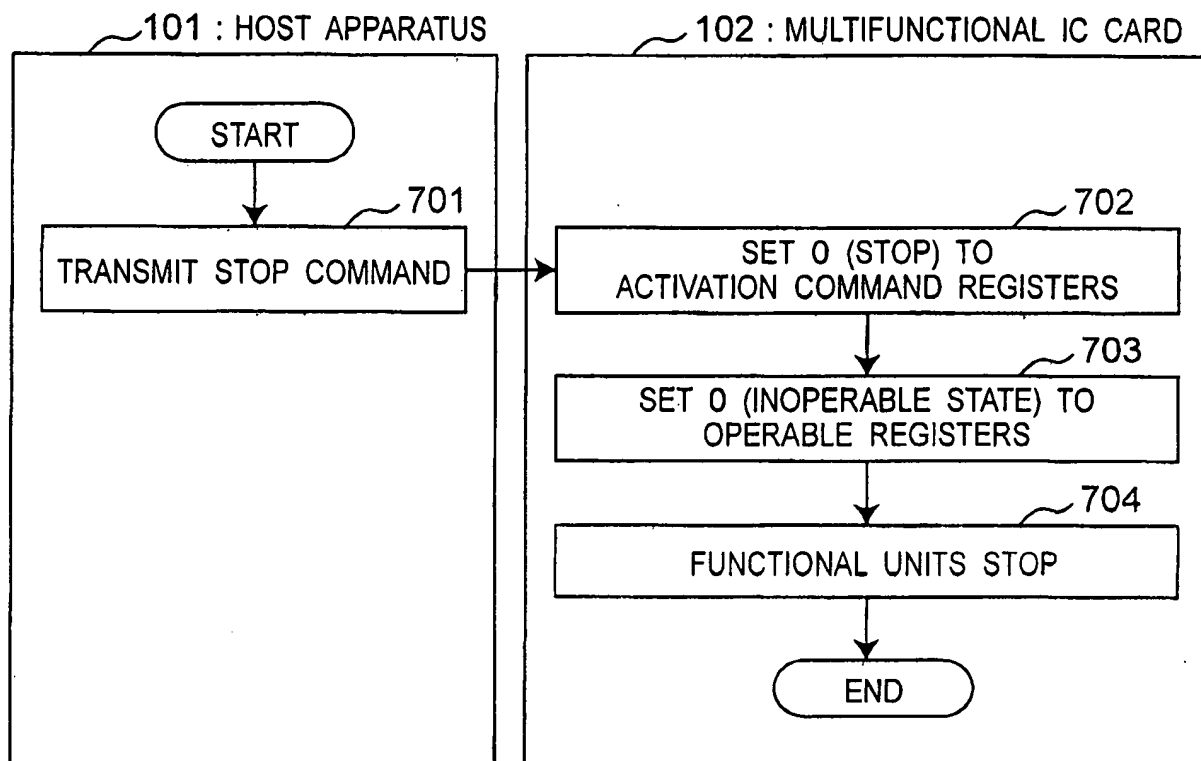 101 : HOST APPARATUS
102 : MULTIFUNCTIONAL IC CARD
START
701
TRANSMIT STOP COMMAND
702
SET 0 (STOP) TO
ACTIVATION COMMAND REGISTERS
703
SET 0 (INOPERABLE STATE) TO
OPERABLE REGISTERS
704
FUNCTIONAL UNITS STOP
END